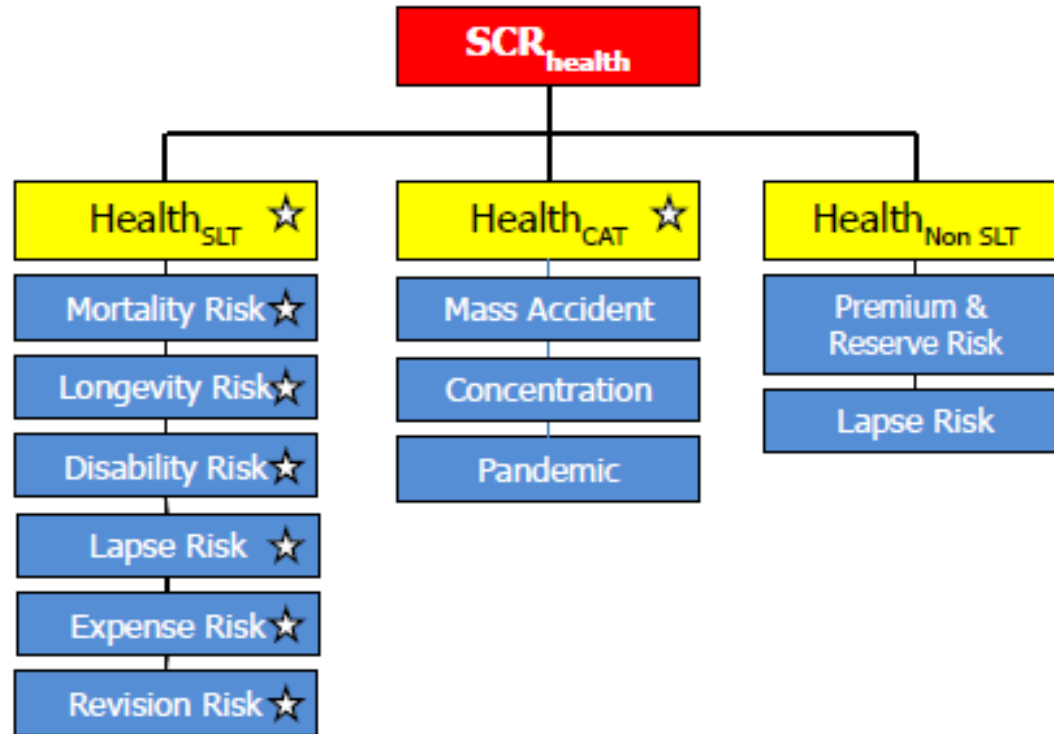 SCRhealth
HealthSLT
HealthCAT
HealthNon SLT
Mortality Risk
Longevity Risk
Disability Risk
Lapse Risk
Expense Risk
Revision Risk
Mass Accident
Concentration
Pandemic
Premium &
Reserve Risk
Lapse Risk